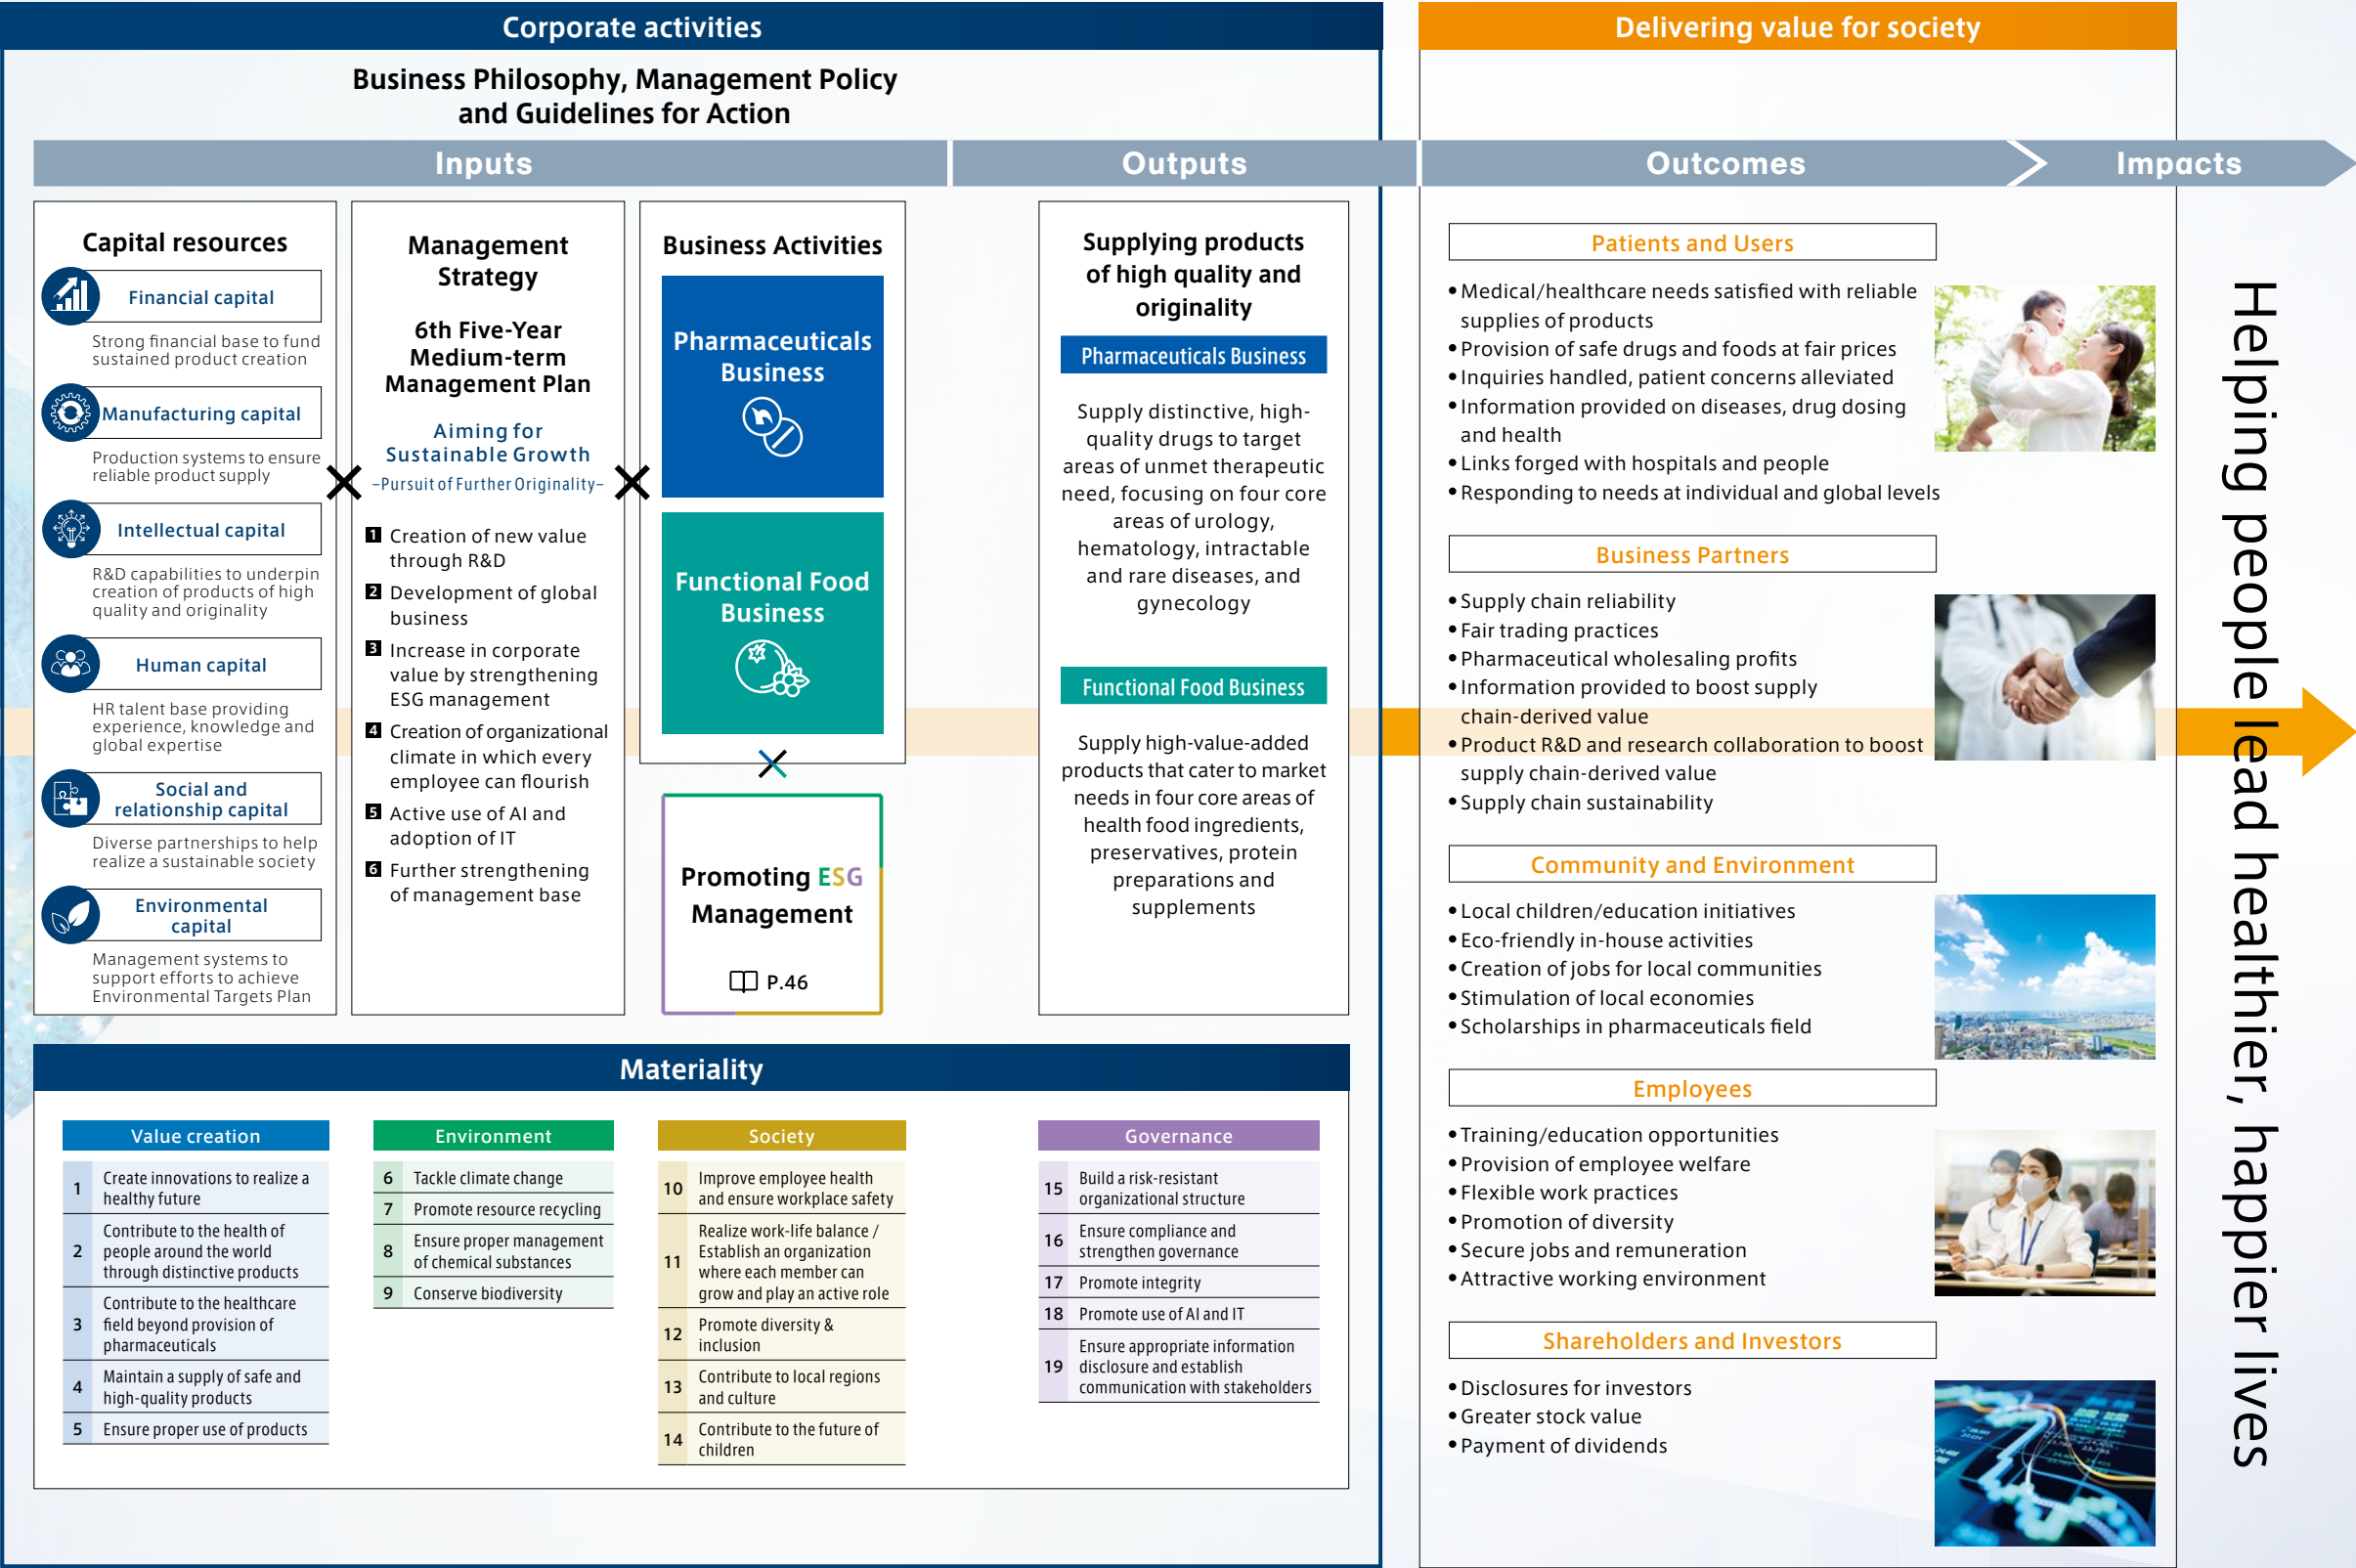 Corporate activities
Business Philosophy, Management Policy
and Guidelines for Action
Inputs
Outputs
Capital resources
Financial capital
Strong financial base to fund
sustained product creation
Manufacturing capital
Production systems to ensure
reliable product supply
Intellectual capital
R&D capabilities to underpin
creation of products of high
quality and originality
Human capital
HR talent base providing
experience, knowledge and
global expertise
Social and
relationship capital
Diverse partnerships to help
realize a sustainable society
Environmental
capital
Management systems to
support efforts to achieve
Environmental Targets Plan
Management
Strategy
6th Five-Year
Medium-term
Management Plan
Aiming for
Sustainable Growth
–Pursuit of Further Originality–
1 Creation of new value
through R&D
2 Development of global
business
3 Increase in corporate
value by strengthening
ESG management
4 Creation of organizational
climate in which every
employee can flourish
5 Active use of AI and
adoption of IT
6 Further strengthening
of management base
Business Activities
Pharmaceuticals
Business
Functional Food
Business
Promoting ESG
Management
P.46
Supplying products
of high quality and
originality
Pharmaceuticals Business
Supply distinctive, high-
quality drugs to target
areas of unmet therapeutic
need, focusing on four core
areas of urology,
hematology, intractable
and rare diseases, and
gynecology
Functional Food Business
Supply high-value-added
products that cater to market
needs in four core areas of
health food ingredients,
preservatives, protein
preparations and
supplements
Materiality
Value creation
1 Create innovations to realize a
healthy future
2 Contribute to the health of
people around the world
through distinctive products
3 Contribute to the healthcare
field beyond provision of
pharmaceuticals
4 Maintain a supply of safe and
high-quality products
5 Ensure proper use of products
Environment
6 Tackle climate change
7 Promote resource recycling
8 Ensure proper management
of chemical substances
9 Conserve biodiversity
Society
10 Improve employee health
and ensure workplace safety
11 Realize work-life balance /
Establish an organization
where each member can
grow and play an active role
12 Promote diversity &
inclusion
13 Contribute to local regions
and culture
14 Contribute to the future of
children
Governance
15 Build a risk-resistant
organizational structure
16 Ensure compliance and
strengthen governance
17 Promote integrity
18 Promote use of AI and IT
19 Ensure appropriate information
disclosure and establish
communication with stakeholders
Delivering value for society
Outcomes
Impacts
Patients and Users
•Medical/healthcare needs satisfied with reliable
supplies of products
•Provision of safe drugs and foods at fair prices
•Inquiries handled, patient concerns alleviated
•Information provided on diseases, drug dosing
and health
•Links forged with hospitals and people
•Responding to needs at individual and global levels
Business Partners
•Supply chain reliability
•Fair trading practices
•Pharmaceutical wholesaling profits
•Information provided to boost supply
chain-derived value
•Product R&D and research collaboration to boost
supply chain-derived value
•Supply chain sustainability
Community and Environment
•Local children/education initiatives
•Eco-friendly in-house activities
•Creation of jobs for local communities
•Stimulation of local economies
•Scholarships in pharmaceuticals field
Employees
•Training/education opportunities
•Provision of employee welfare
•Flexible work practices
•Promotion of diversity
•Secure jobs and remuneration
•Attractive working environment
Shareholders and Investors
•Disclosures for investors
•Greater stock value
•Payment of dividends
Helping people lead healthier, happier lives